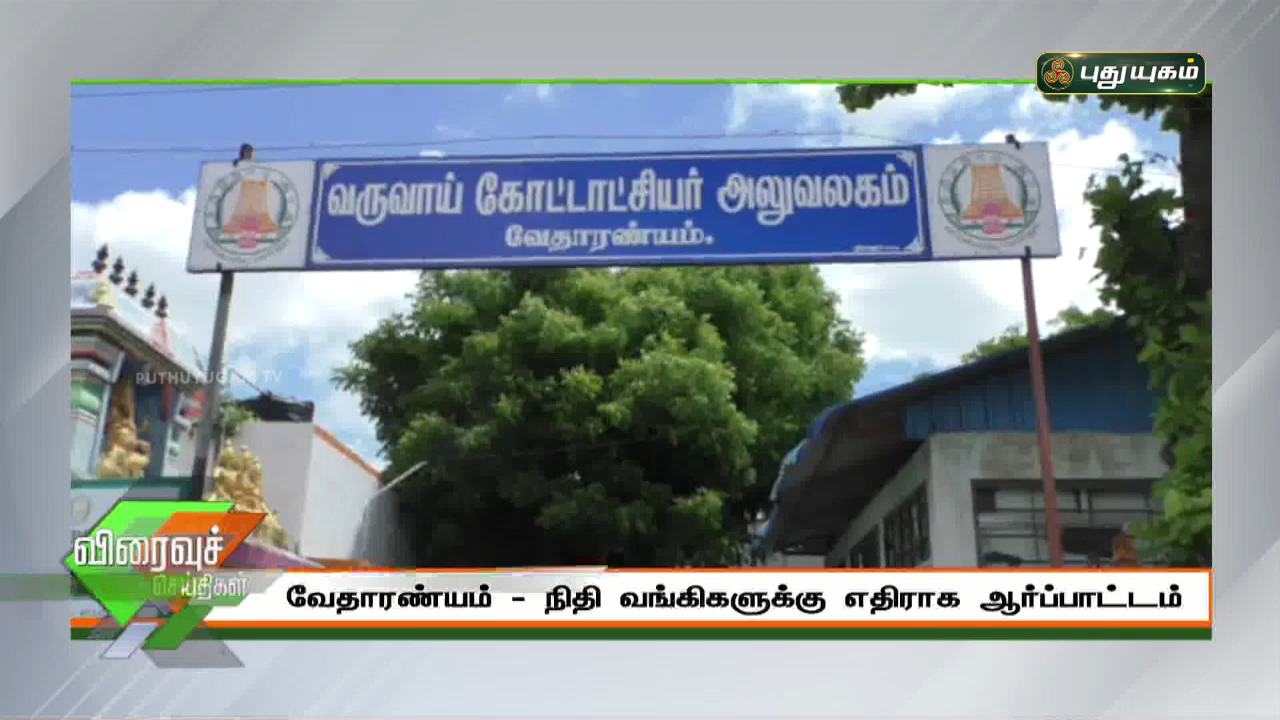 புதுயுகம்
வருவாய் கோட்டாட்சியர் அலுவலகம்
வேதாரண்யம்.
PUTHUYUGAM TV
விரைவுச்
செய்திகள்
வேதாரண்யம் - நிதி வங்கிகளுக்கு எதிராக ஆர்ப்பாட்டம்